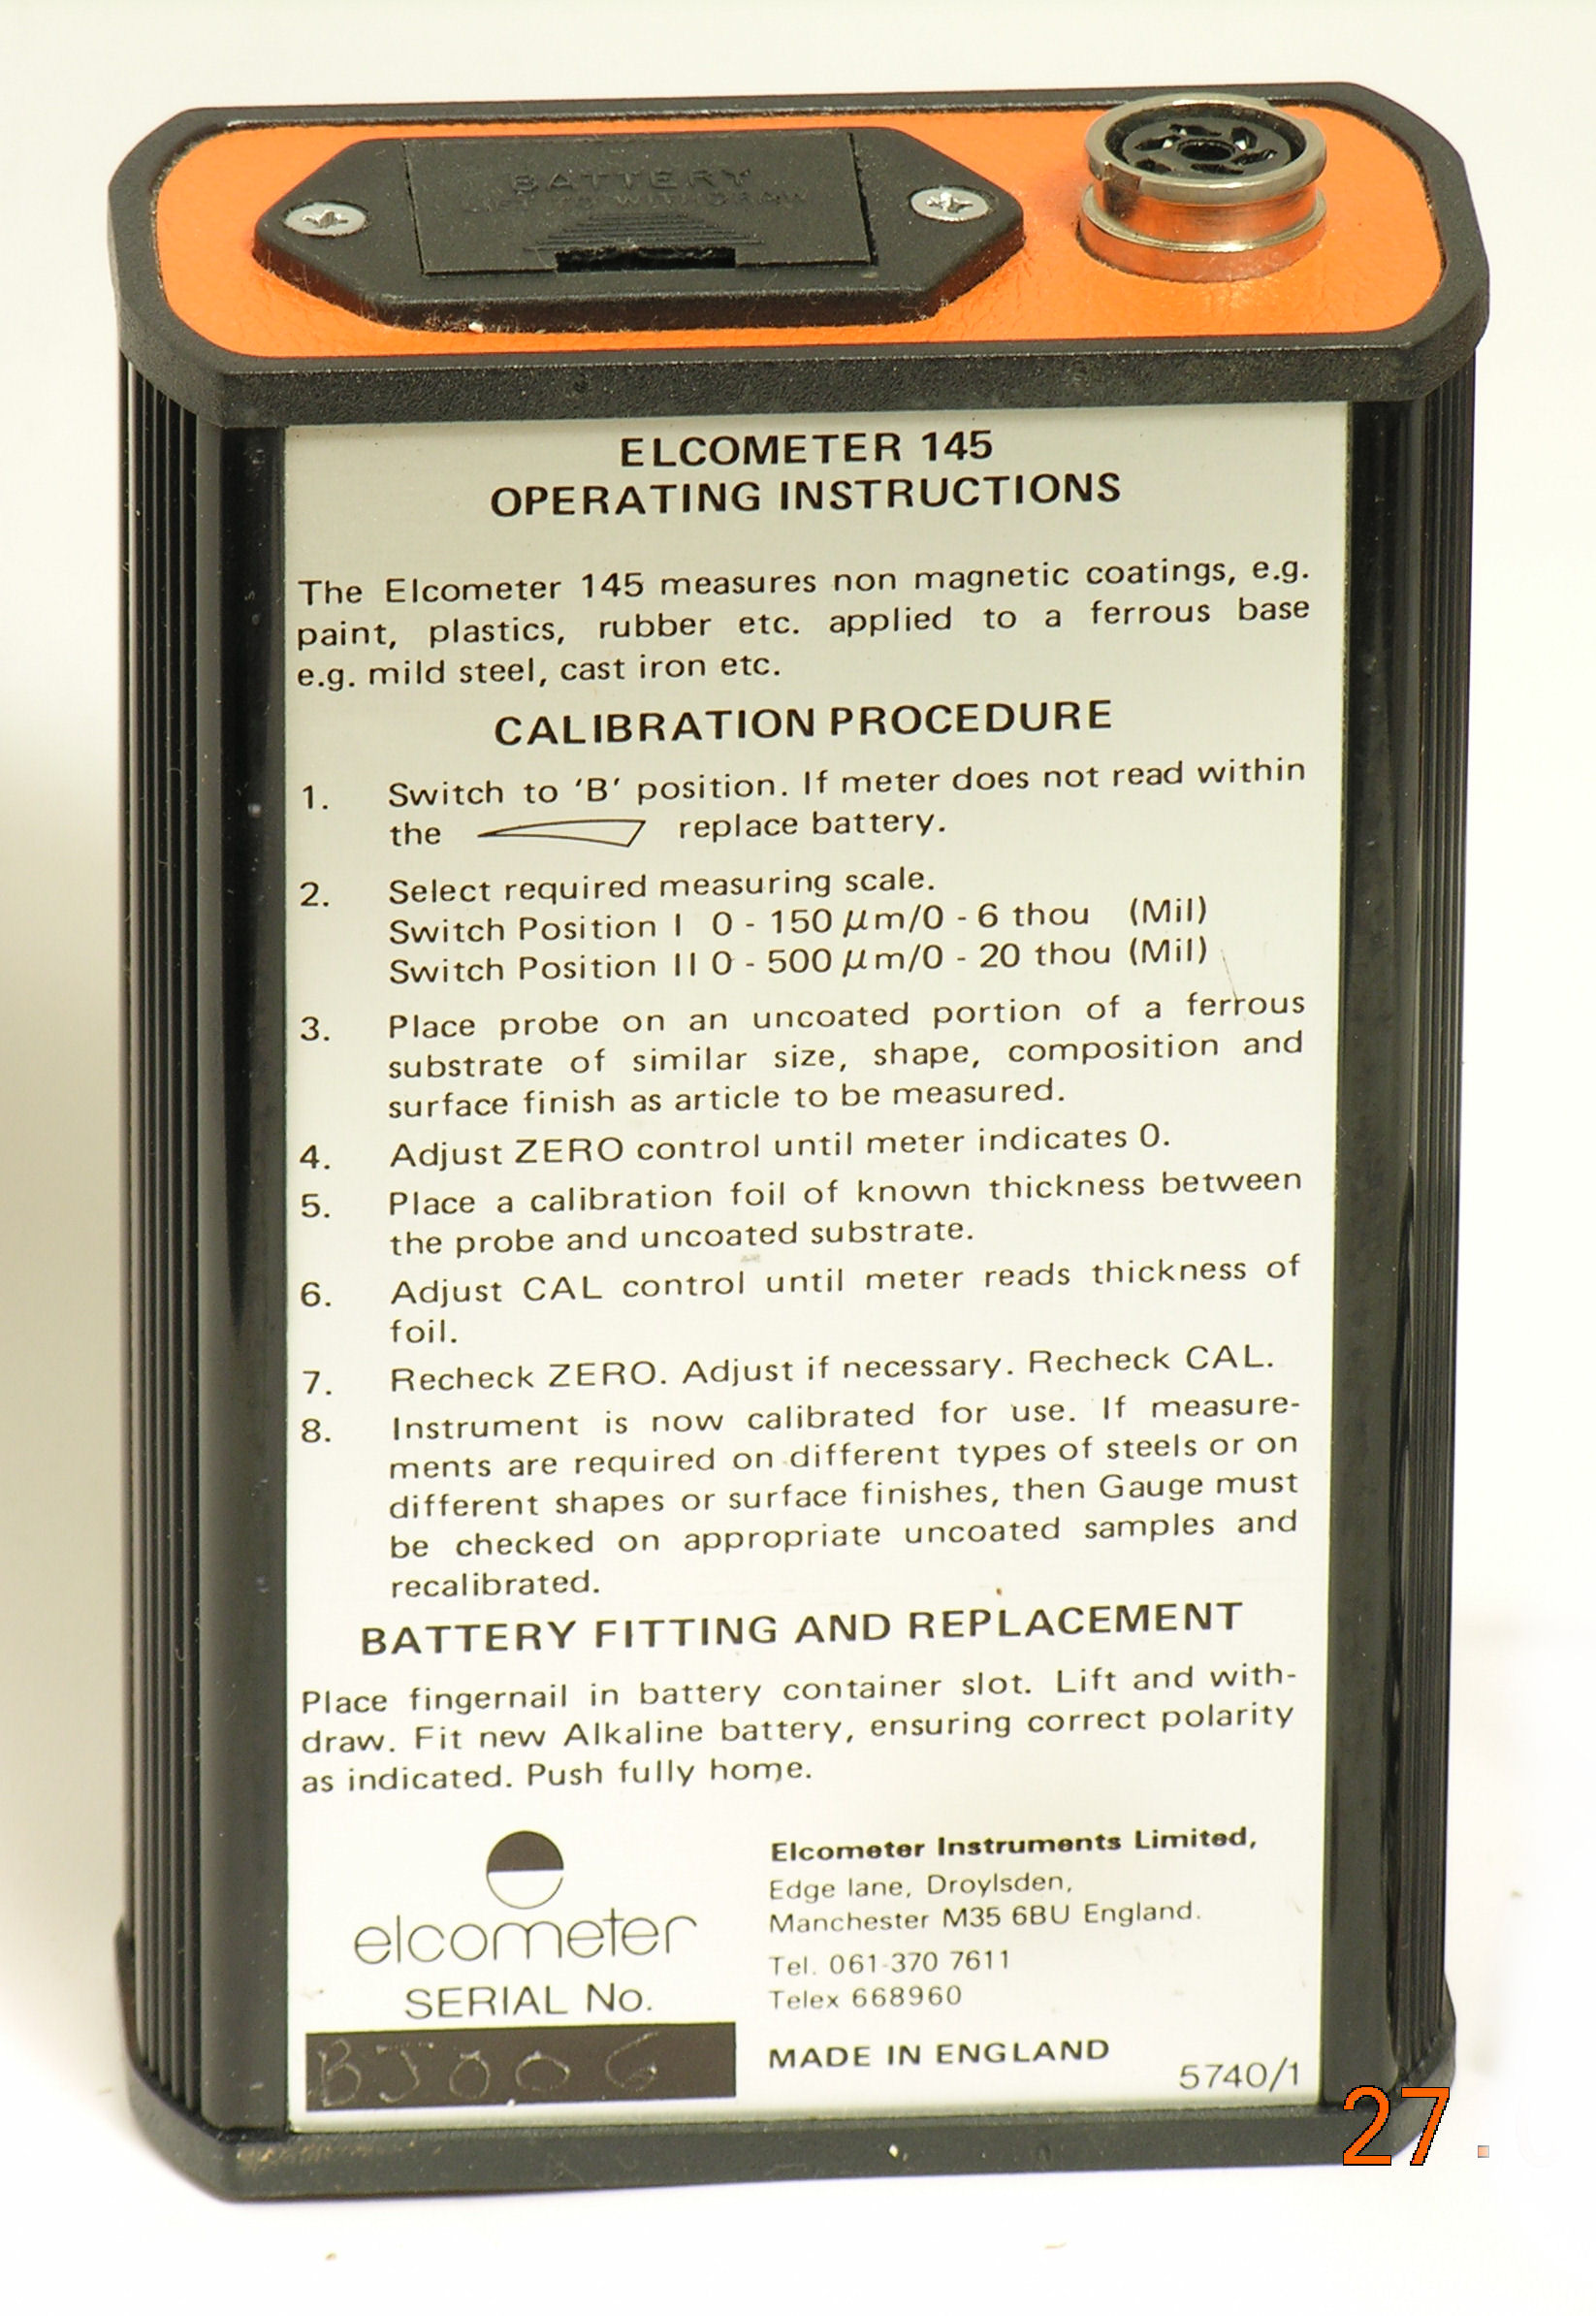 BATTERY
LIFT TO WITHDRAW
ELCOMETER 145
OPERATING INSTRUCTIONS
The Elcometer 145 measures non magnetic coatings, e.g.
paint, plastics, rubber etc. applied to a ferrous base
e.g. mild steel, cast iron etc.
CALIBRATION PROCEDURE
1. Switch to ‘B’ position. If meter does not read within
the replace battery.
2. Select required measuring scale.
Switch Position I 0 - 150 μm/0 - 6 thou (Mil)
Switch Position II 0 - 500 μm/0 - 20 thou (Mil)
3. Place probe on an uncoated portion of a ferrous
substrate of similar size, shape, composition and
surface finish as article to be measured.
4. Adjust ZERO control until meter indicates 0.
5. Place a calibration foil of known thickness between
the probe and uncoated substrate.
6. Adjust CAL control until meter reads thickness of
foil.
7. Recheck ZERO. Adjust if necessary. Recheck CAL.
8. Instrument is now calibrated for use. If measure-
ments are required on different types of steels or on
different shapes or surface finishes, then Gauge must
be checked on appropriate uncoated samples and
recalibrated.
BATTERY FITTING AND REPLACEMENT
Place fingernail in battery container slot. Lift and with-
draw. Fit new Alkaline battery, ensuring correct polarity
as indicated. Push fully home.
elcometer
SERIAL No.
BJ006
Elcometer Instruments Limited,
Edge lane, Droylsden,
Manchester M35 6BU England.
Tel. 061-370 7611
Telex 668960
MADE IN ENGLAND
5740/1
27.